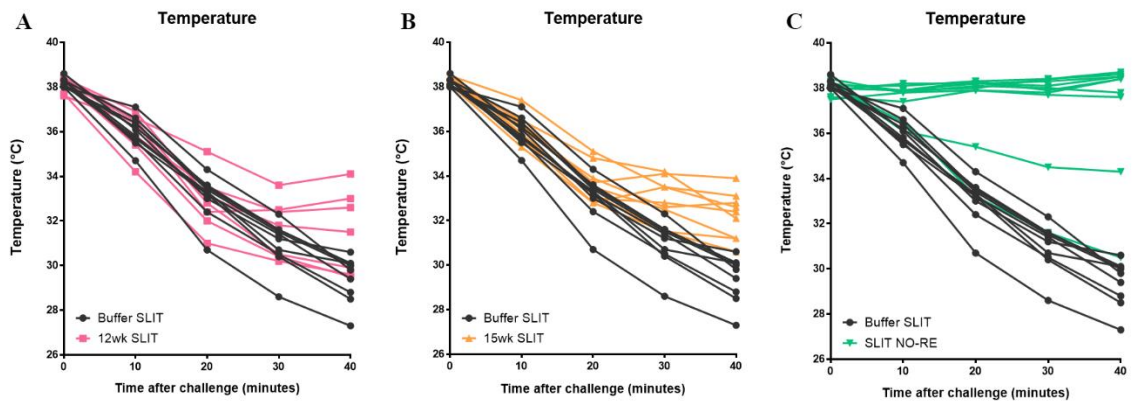 A
Temperature
Temperature (°C)
40
38
36
34
32
30
28
26
Buffer SLIT
12wk SLIT
0
10
20
30
40
Time after challenge (minutes)
B
Temperature
Temperature (°C)
40
38
36
34
32
30
28
26
Buffer SLIT
15wk SLIT
0
10
20
30
40
Time after challenge (minutes)
C
Temperature
Temperature (°C)
40
38
36
34
32
30
28
26
Buffer SLIT
SLIT NO-RE
0
10
20
30
40
Time after challenge (minutes)